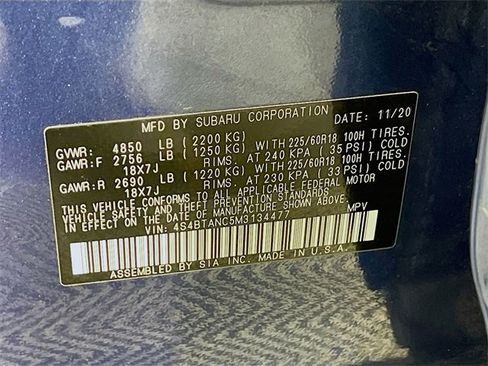 MFD BY SUBARU CORPORATION DATE: 11/20
GVWR: 4850 LB (2200 KG)
GAWR:F 2756 LB (1250 KG) WITH 225/60R18 100H TIRES,
18X7J RIMS, AT 240 KPA (35 PSI) COLD
GAWR:R 2690 LB (1220 KG) WITH 225/60R18 100H TIRES,
18X7J RIMS, AT 230 KPA (33 PSI) COLD
THIS VEHICLE CONFORMS TO ALL APPLICABLE FEDERAL MOTOR
VEHICLE SAFETY AND THEFT PREVENTION STANDARDS
IN EFFECT ON THE DATE OF MANUFACTURE SHOWN ABOVE.
VIN: 4S4BTANC5M3134477 MPV
ASSEMBLED BY SIA INC. MADE IN U.S.A.